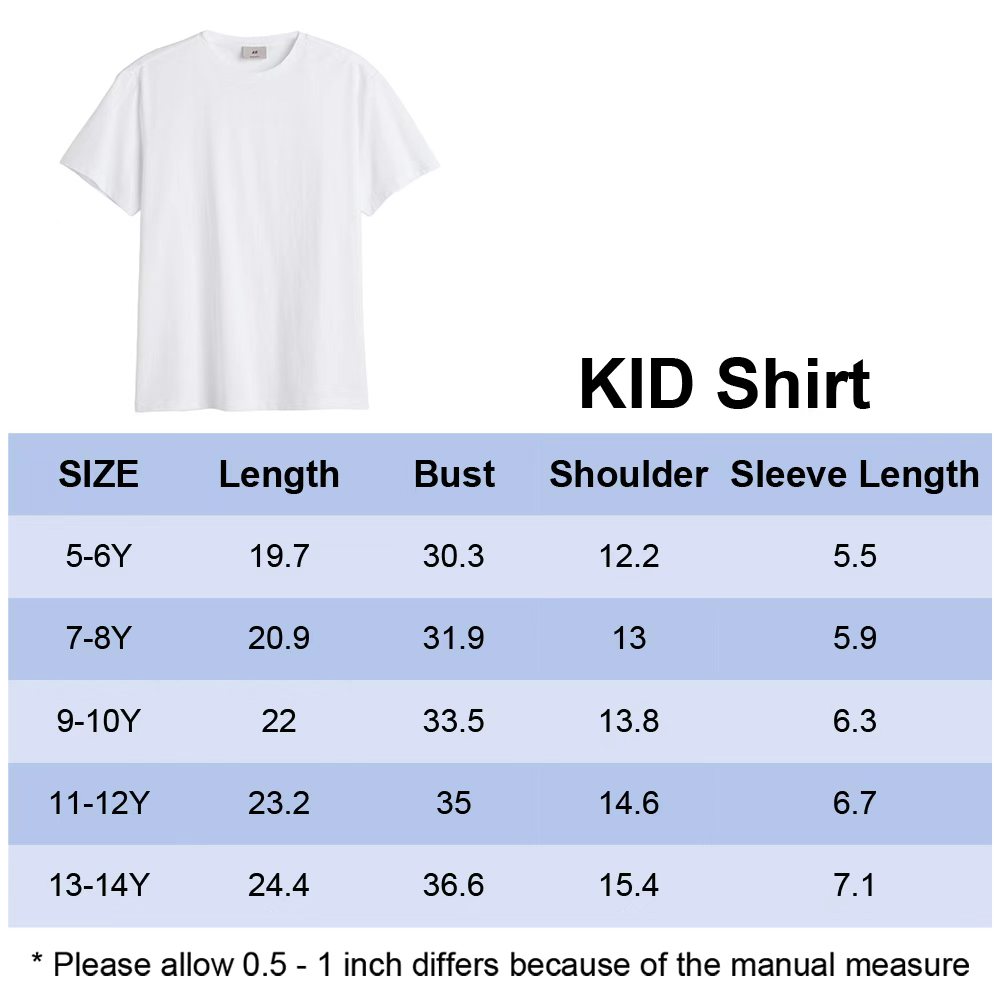 KID Shirt
SIZE Length Bust Shoulder Sleeve Length
5-6Y 19.7 30.3 12.2 5.5
7-8Y 20.9 31.9 13 5.9
9-10Y 22 33.5 13.8 6.3
11-12Y 23.2 35 14.6 6.7
13-14Y 24.4 36.6 15.4 7.1
* Please allow 0.5 - 1 inch differs because of the manual measure